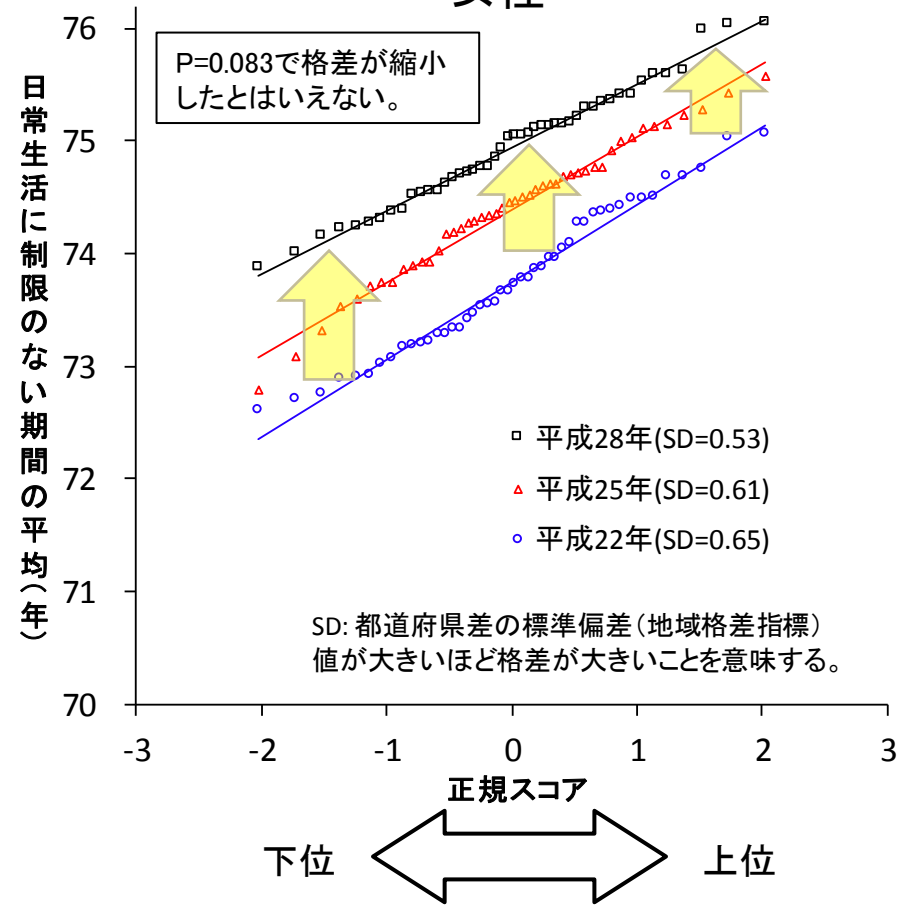 76
75
74
73
72
71
70
日常生活に制限のない期間の平均(年)
P=0.083で格差が縮小
したとはいえない。
平成28年(SD=0.53)
平成25年(SD=0.61)
平成22年(SD=0.65)
SD: 都道府県差の標準偏差(地域格差指標)
値が大きいほど格差が大きいことを意味する。
-3 -2 -1 0 1 2 3
正規スコア
下位 上位